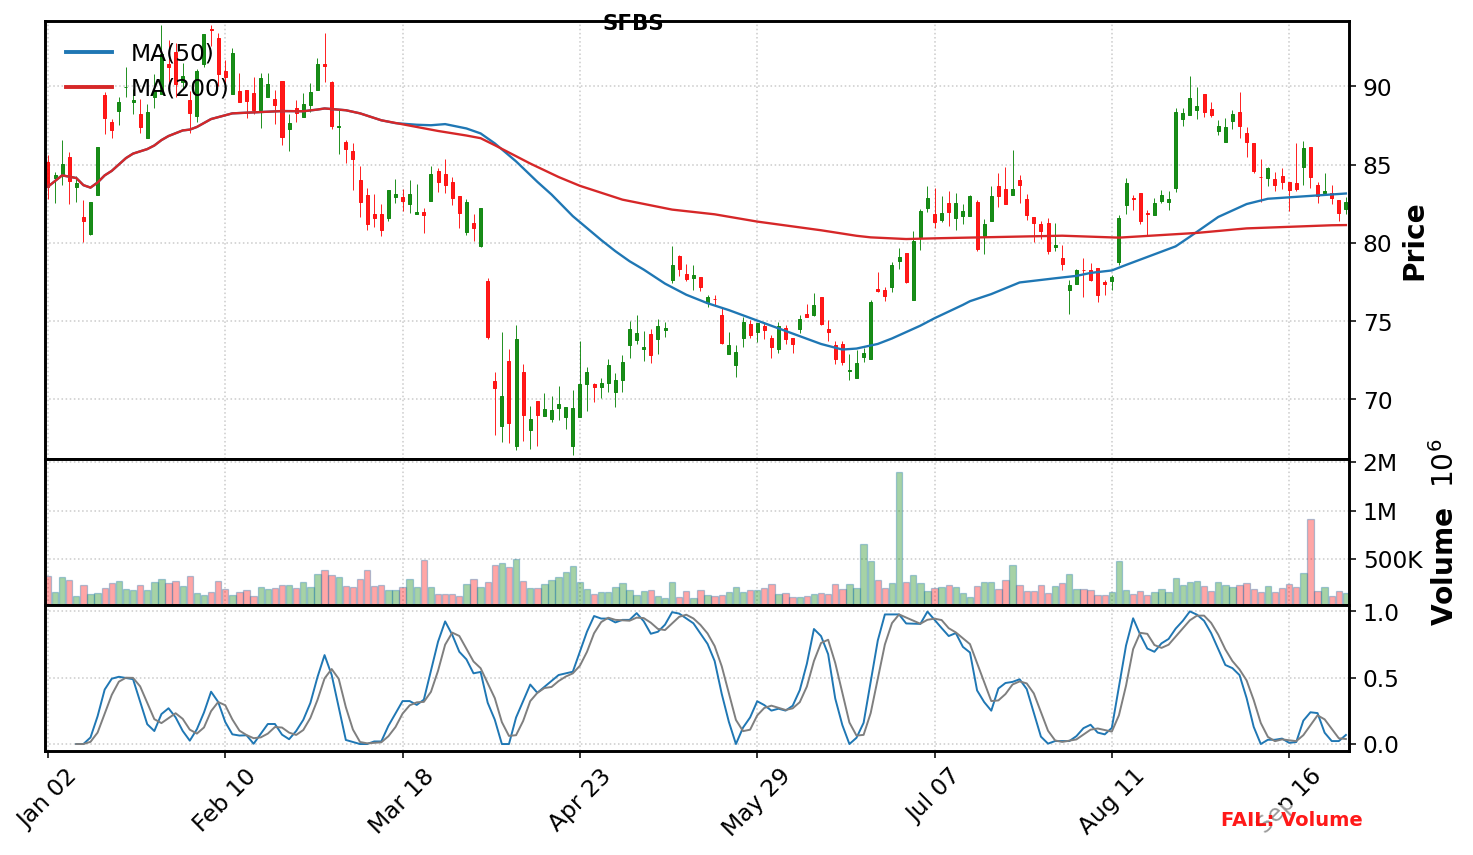 SFBS
MA(50)
MA(200)
90
85
80
75
70
Price
2M
1M
500K
Volume 10^6
1.0
0.5
0.0
Jan 02
Feb 10
Mar 18
Apr 23
May 29
Jul 07
Aug 11
Sep 16
FAIL: Volume